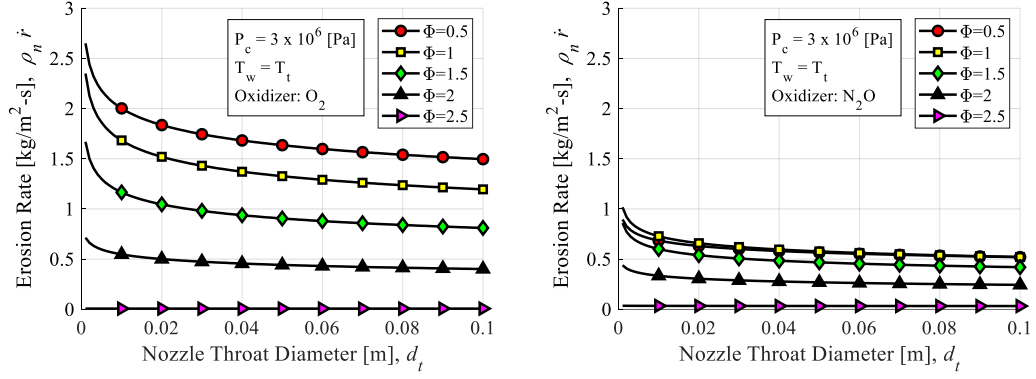 Erosion Rate [kg/m²-s], ρₙ ṙ
3
2.5
2
1.5
1
0.5
0
P_c = 3 x 10⁶ [Pa]
T_w = T_t
Oxidizer: O₂
Φ=0.5
Φ=1
Φ=1.5
Φ=2
Φ=2.5
0 0.02 0.04 0.06 0.08 0.1
Nozzle Throat Diameter [m], d_t
Erosion Rate [kg/m²-s], ρₙ ṙ
3
2.5
2
1.5
1
0.5
0
P_c = 3 x 10⁶ [Pa]
T_w = T_t
Oxidizer: N₂O
Φ=0.5
Φ=1
Φ=1.5
Φ=2
Φ=2.5
0 0.02 0.04 0.06 0.08 0.1
Nozzle Throat Diameter [m], d_t